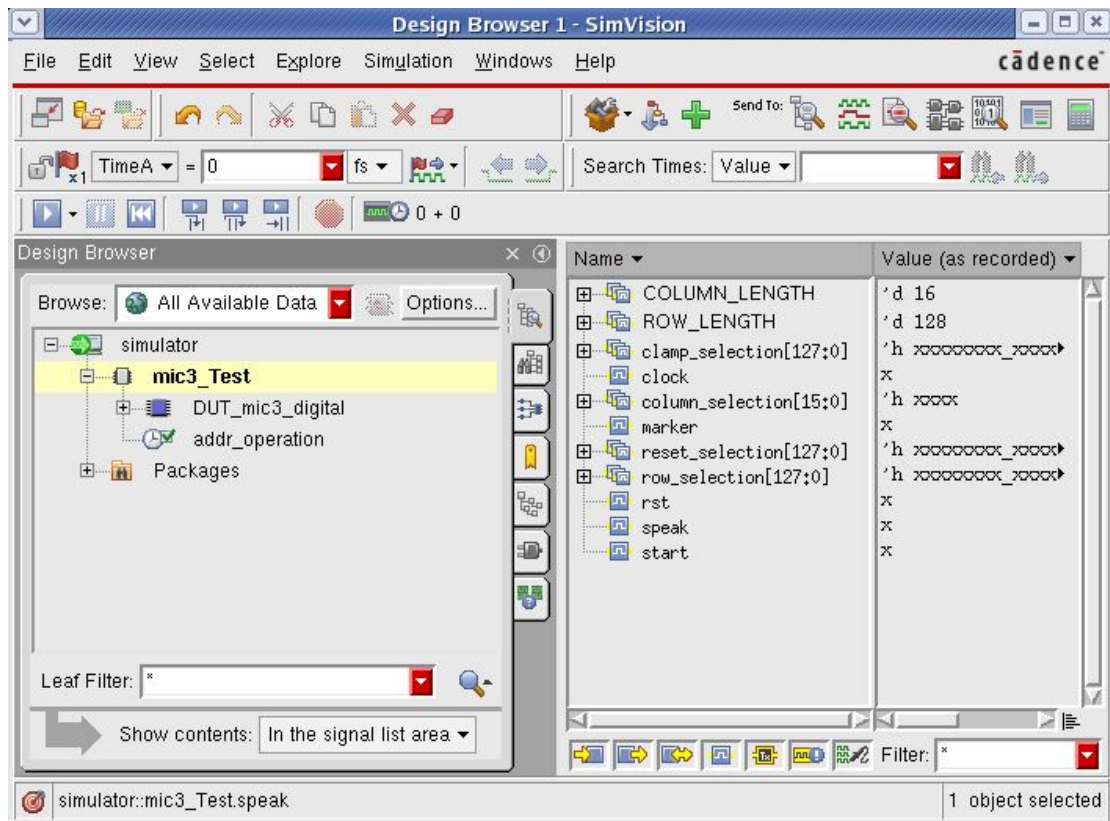 Design Browser 1 - SimVision
File Edit View Select Explore Simulation Windows Help cādence
Send To:
x1 TimeA = 0 fs Search Times: Value
0 + 0
Design Browser
Browse: All Available Data Options...
simulator
mic3_Test
DUT_mic3_digital
addr_operation
Packages
Leaf Filter: *
Show contents: In the signal list area
Name Value (as recorded)
COLUMN_LENGTH 'd 16
ROW_LENGTH 'd 128
clamp_selection[127:0] 'h xxxxxxxx_xxxx
clock x
column_selection[15:0] 'h xxxx
marker x
reset_selection[127:0] 'h xxxxxxxx_xxxx
row_selection[127:0] 'h xxxxxxxx_xxxx
rst x
speak x
start x
Filter: *
simulator::mic3_Test.speak 1 object selected